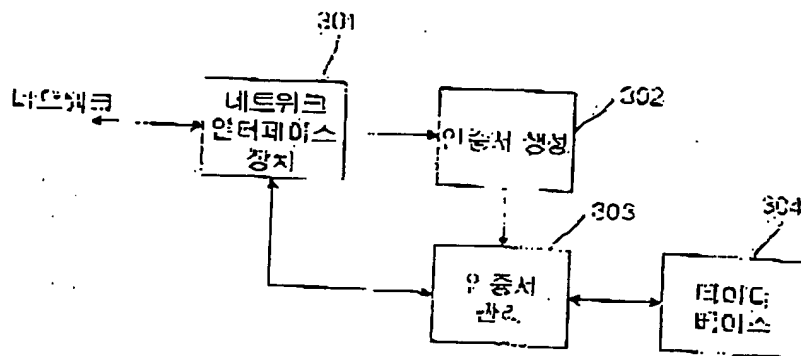 301
네트워크
네트워크
인터페이스
장치
302
인증서 생성
303
304
인증서
관리
데이터
베이스